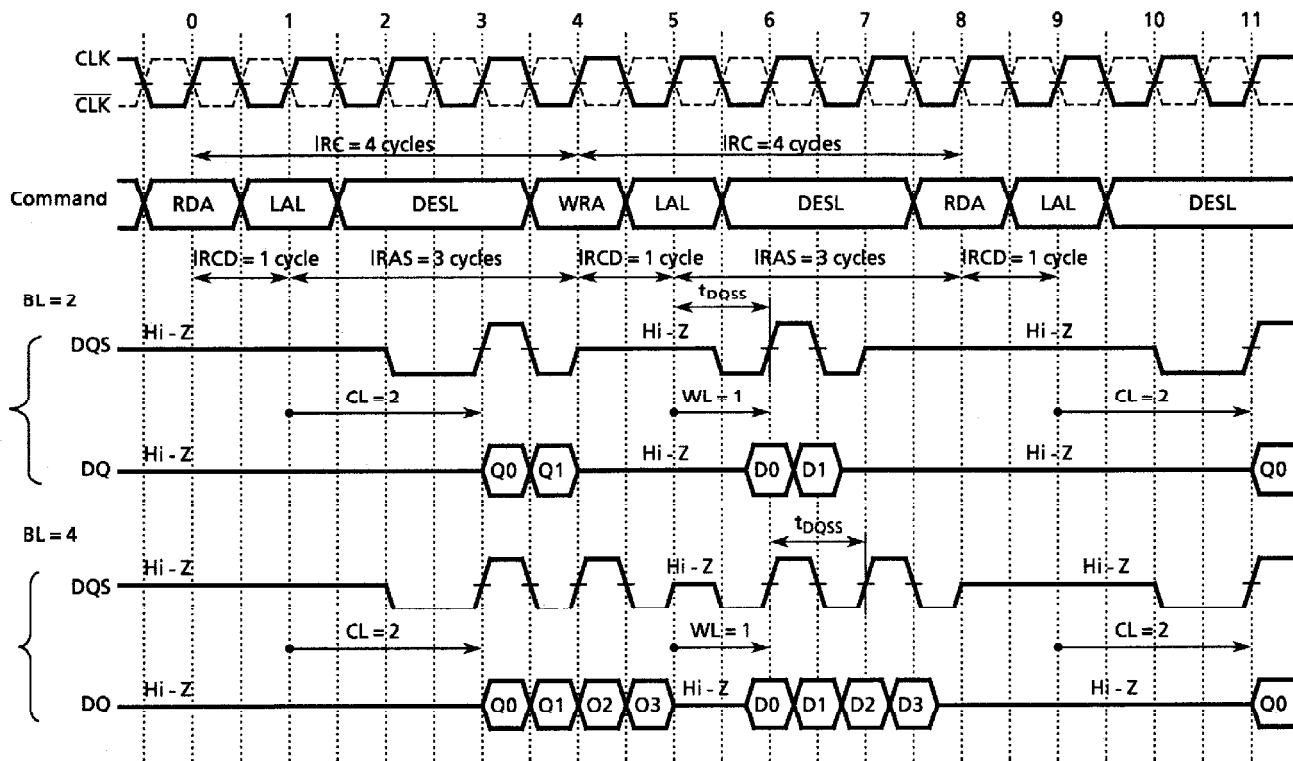 0 1 2 3 4 5 6 7 8 9 10 11
CLK
CLK
IRC = 4 cycles IRC = 4 cycles
Command RDA LAL DESL WRA LAL DESL RDA LAL DESL
IRCD = 1 cycle IRAS = 3 cycles IRCD = 1 cycle IRAS = 3 cycles IRCD = 1 cycle
BL = 2
tDQSS
DQS Hi - Z Hi - Z Hi - Z
CL = 2 WL = 1 CL = 2
DQ Hi - Z Q0 Q1 Hi - Z D0 D1 Hi - Z Q0
BL = 4
tDQSS
DQS Hi - Z Hi - Z Hi - Z
CL = 2 WL = 1 CL = 2
DQ Hi - Z Q0 Q1 Q2 Q3 Hi - Z D0 D1 D2 D3 Hi - Z Q0